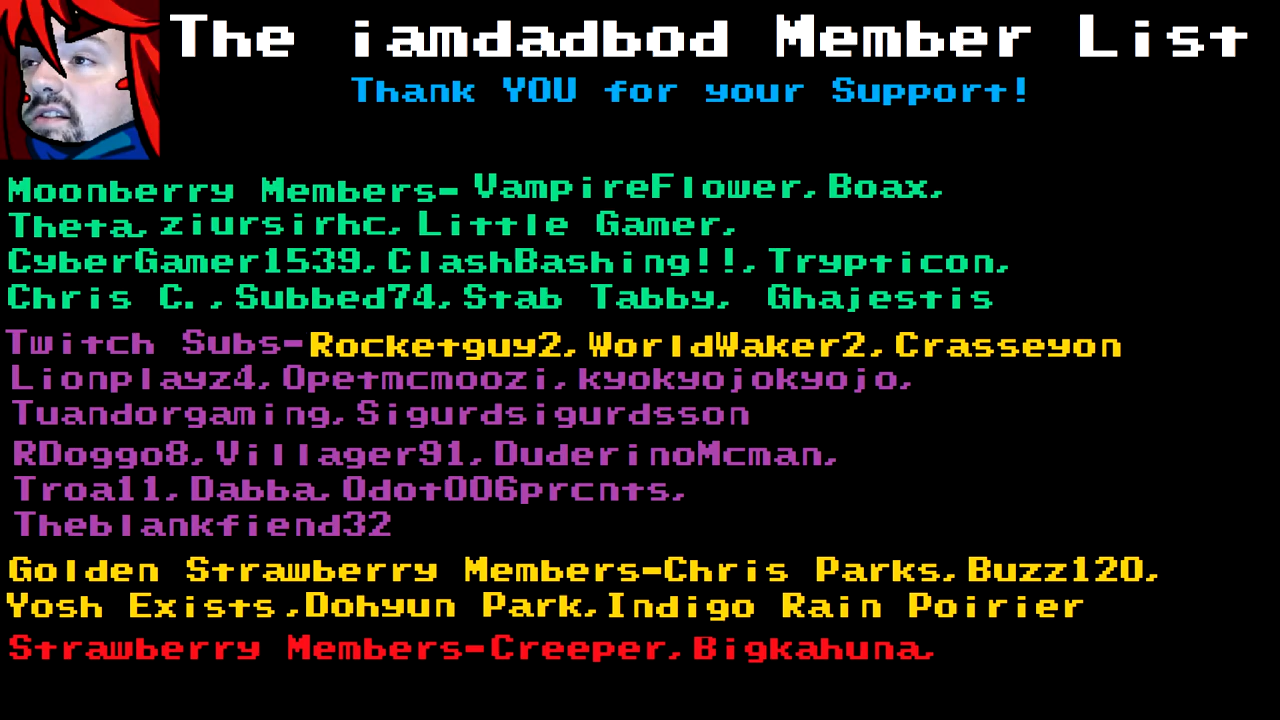 The iamdadbod Member List
Thank YOU for your Support!
Moonberry Members- VampireFlower, Boax,
Theta, ziursirhc, Little Gamer,
CyberGamer1539, ClashBashing!!, Trypticon,
Chris C., Subbed74, Stab Tabby, Ghajestis
Twitch Subs- Rocketguy2, WorldWaker2, Crasseyon
Lionplayz4, Opetmcmoozi, kyokyojokyojo,
Tuandorgaming, Sigurdsigurdsson
RDoggo8, Villager91, DuderinoMcman,
Troa11, Dabba, 0dot006prcnts,
Theblankfiend32
Golden Strawberry Members-Chris Parks, Buzz120,
Yosh Exists, Dohyun Park, Indigo Rain Poirier
Strawberry Members-Creeper, Bigkahuna,